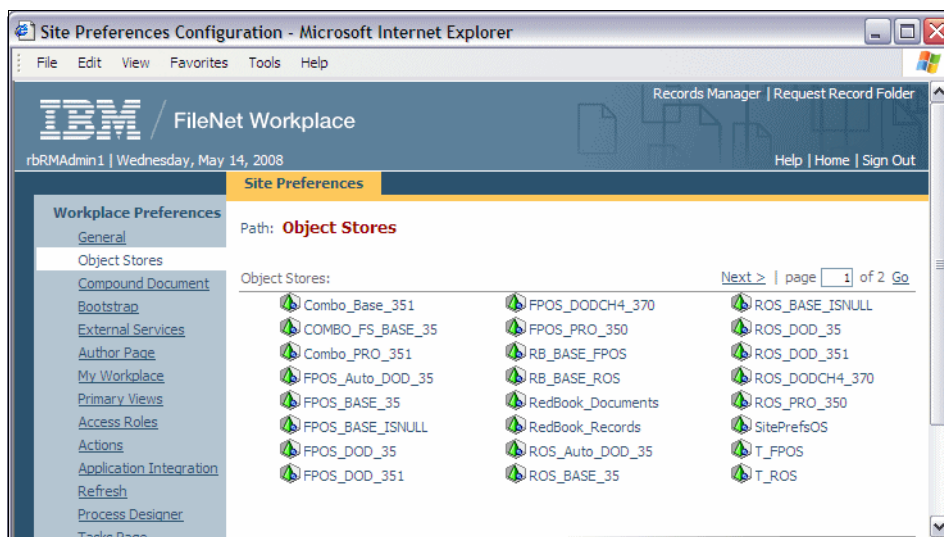 Site Preferences Configuration - Microsoft Internet Explorer
File Edit View Favorites Tools Help
Records Manager | Request Record Folder
IBM / FileNet Workplace
rbRMAdmin1 | Wednesday, May 14, 2008
Help | Home | Sign Out
Site Preferences
Workplace Preferences
General
Object Stores
Compound Document
Bootstrap
External Services
Author Page
My Workplace
Primary Views
Access Roles
Actions
Application Integration
Refresh
Process Designer
Tasks Page
Path: Object Stores
Object Stores:
Next > | page 1 of 2 Go
Combo_Base_351 FPOS_DODCH4_370 ROS_BASE_ISNULL
COMBO_FS_BASE_35 FPOS_PRO_350 ROS_DOD_35
Combo_PRO_351 RB_BASE_FPOS ROS_DOD_351
FPOS_Auto_DOD_35 RB_BASE_ROS ROS_DODCH4_370
FPOS_BASE_35 RedBook_Documents ROS_PRO_350
FPOS_BASE_ISNULL RedBook_Records SitePrefsOS
FPOS_DOD_35 ROS_Auto_DOD_35 T_FPOS
FPOS_DOD_351 ROS_BASE_35 T_ROS